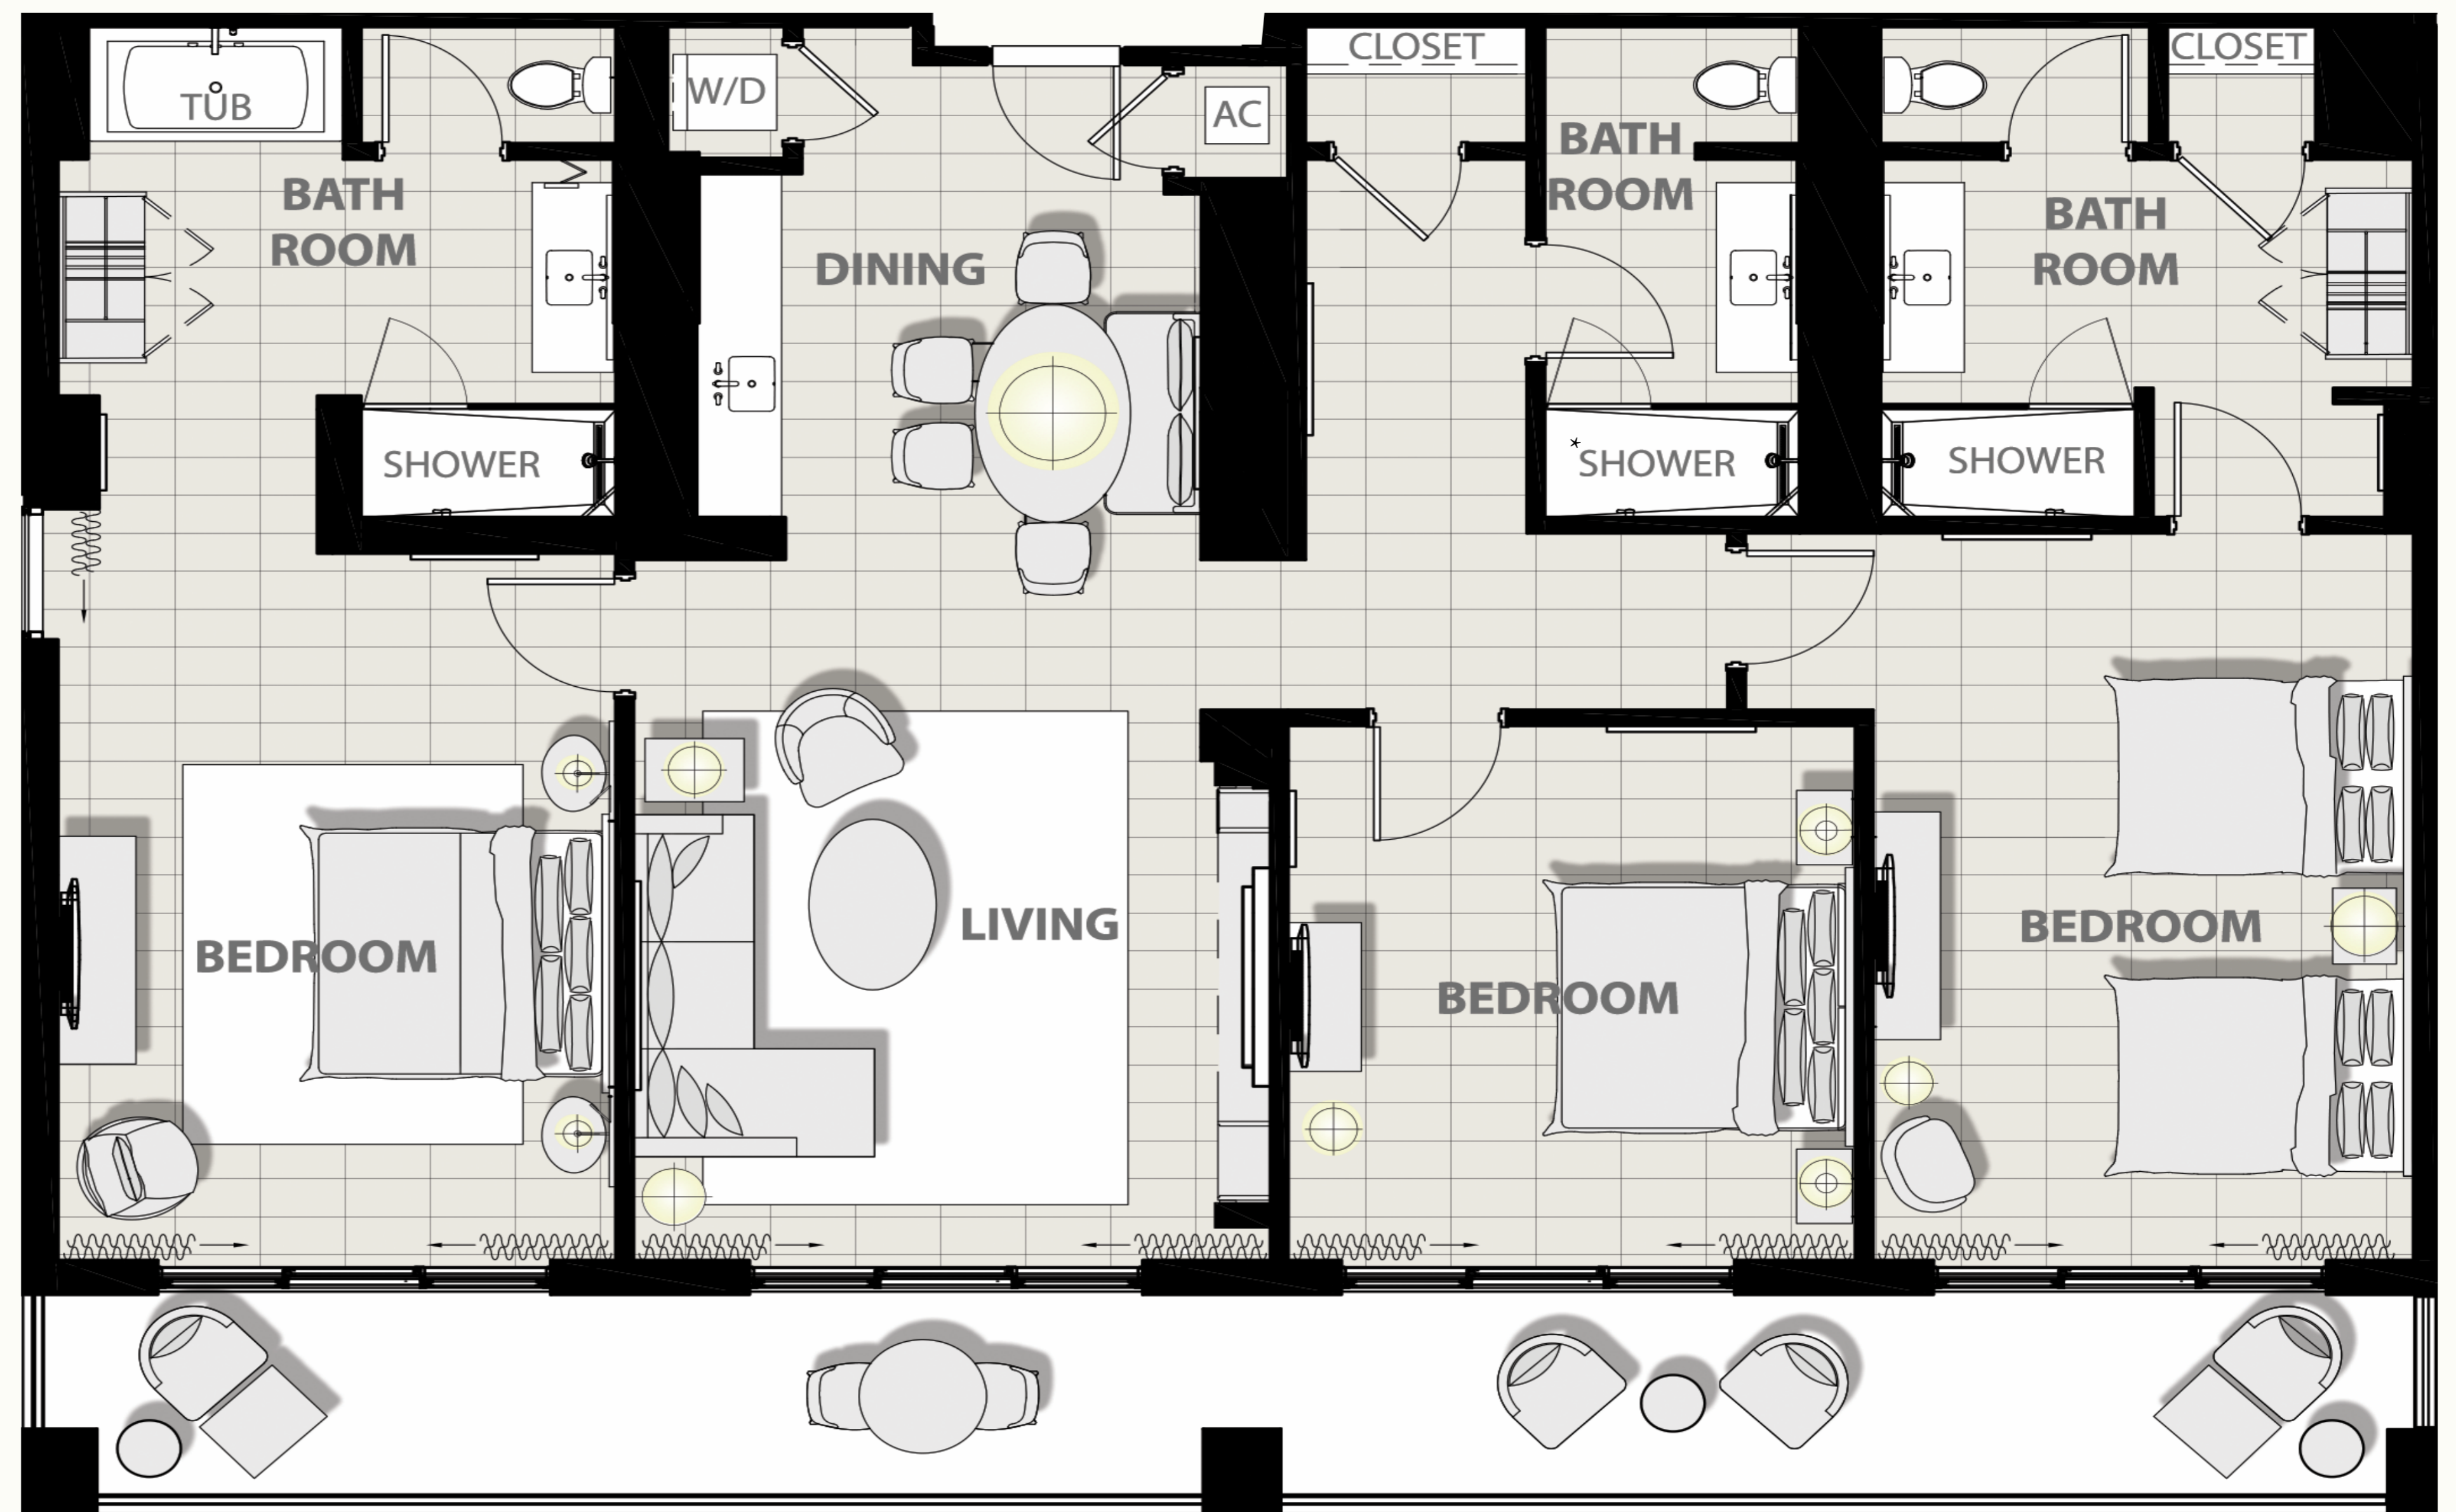 CLOSET
CLOSET
TUB
W/D
AC
BATH
ROOM
BATH
ROOM
BATH
ROOM
DINING
SHOWER
*SHOWER
SHOWER
LIVING
BEDROOM
BEDROOM
BEDROOM